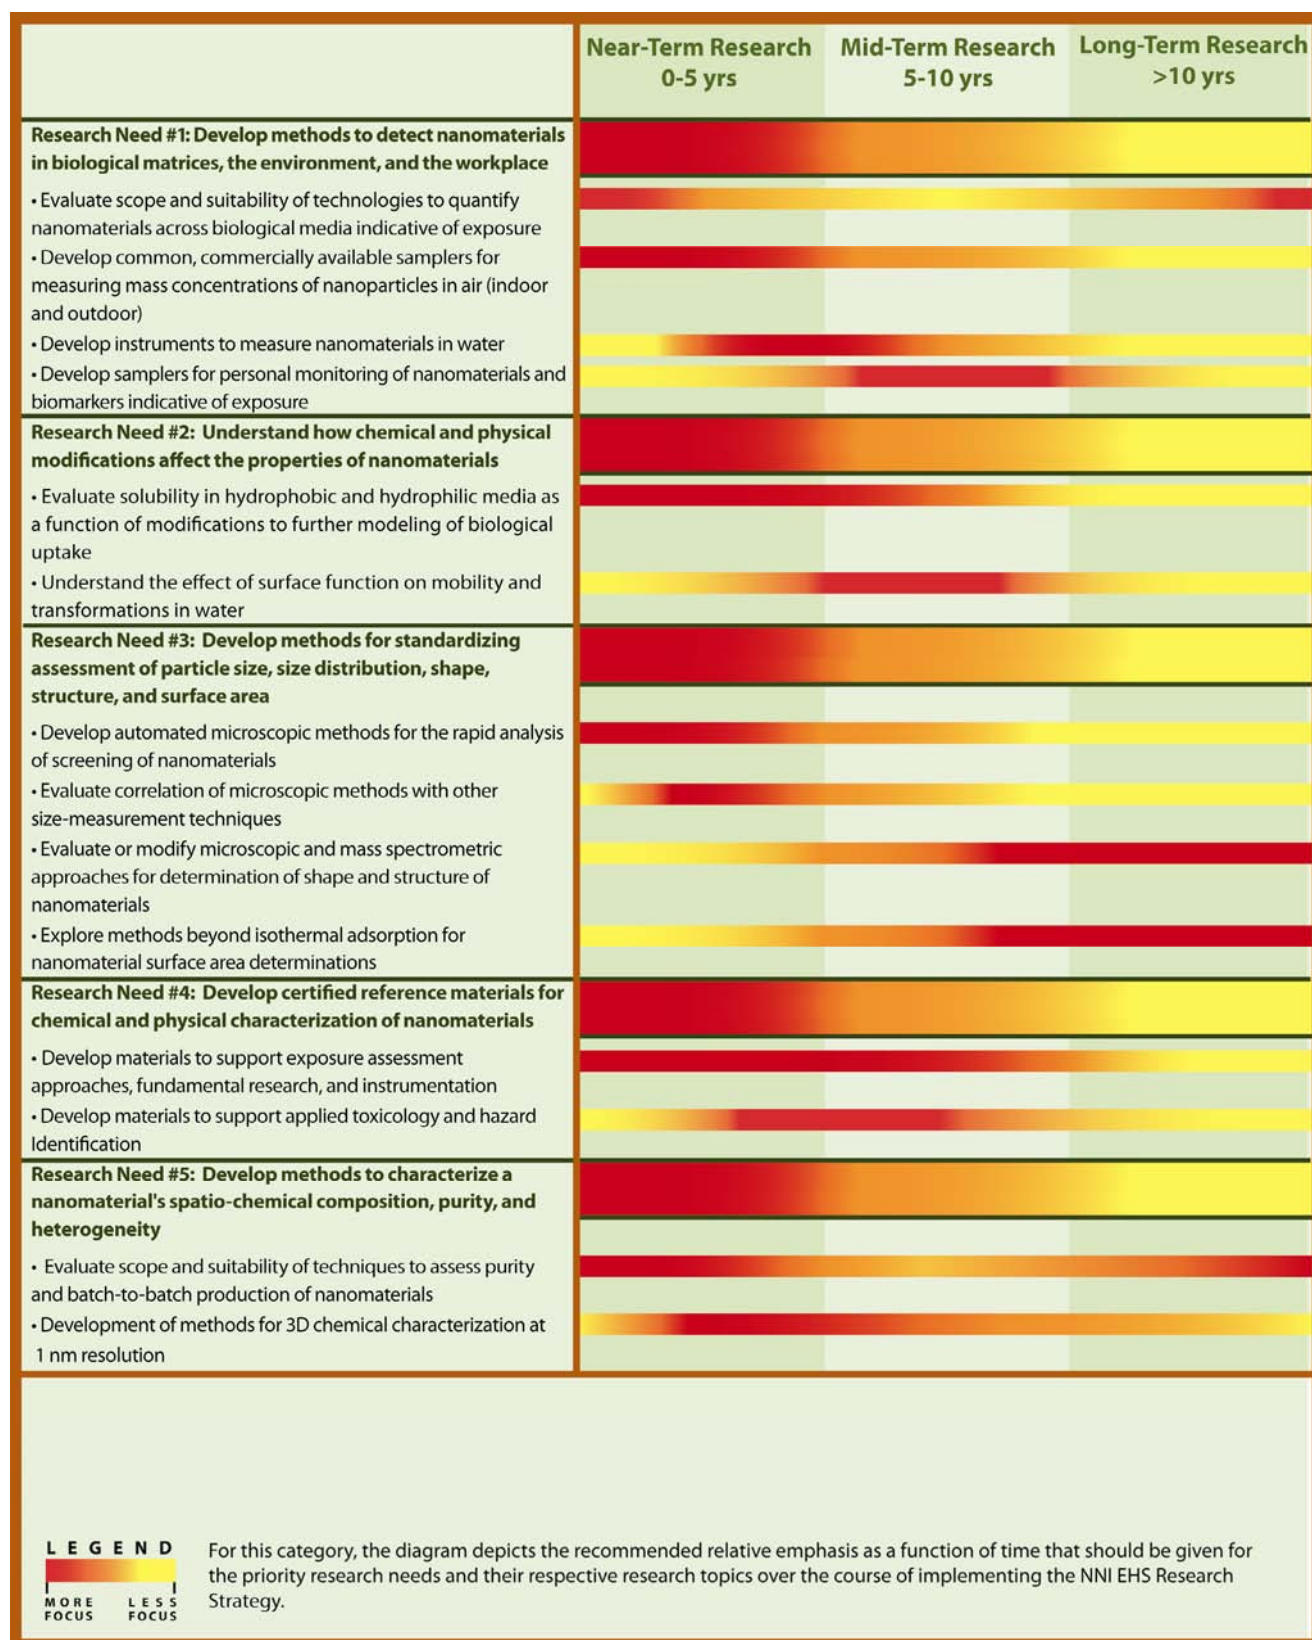 Near-Term Research
0-5 yrs
Mid-Term Research
5-10 yrs
Long-Term Research
>10 yrs
Research Need #1: Develop methods to detect nanomaterials
in biological matrices, the environment, and the workplace
• Evaluate scope and suitability of technologies to quantify
nanomaterials across biological media indicative of exposure
• Develop common, commercially available samplers for
measuring mass concentrations of nanoparticles in air (indoor
and outdoor)
• Develop instruments to measure nanomaterials in water
• Develop samplers for personal monitoring of nanomaterials and
biomarkers indicative of exposure
Research Need #2: Understand how chemical and physical
modifications affect the properties of nanomaterials
• Evaluate solubility in hydrophobic and hydrophilic media as
a function of modifications to further modeling of biological
uptake
• Understand the effect of surface function on mobility and
transformations in water
Research Need #3: Develop methods for standardizing
assessment of particle size, size distribution, shape,
structure, and surface area
• Develop automated microscopic methods for the rapid analysis
of screening of nanomaterials
• Evaluate correlation of microscopic methods with other
size-measurement techniques
• Evaluate or modify microscopic and mass spectrometric
approaches for determination of shape and structure of
nanomaterials
• Explore methods beyond isothermal adsorption for
nanomaterial surface area determinations
Research Need #4: Develop certified reference materials for
chemical and physical characterization of nanomaterials
• Develop materials to support exposure assessment
approaches, fundamental research, and instrumentation
• Develop materials to support applied toxicology and hazard
Identification
Research Need #5: Develop methods to characterize a
nanomaterial's spatio-chemical composition, purity, and
heterogeneity
• Evaluate scope and suitability of techniques to assess purity
and batch-to-batch production of nanomaterials
• Development of methods for 3D chemical characterization at
1 nm resolution
LEGEND
MORE
FOCUS
LESS
FOCUS
For this category, the diagram depicts the recommended relative emphasis as a function of time that should be given for
the priority research needs and their respective research topics over the course of implementing the NNI EHS Research
Strategy.